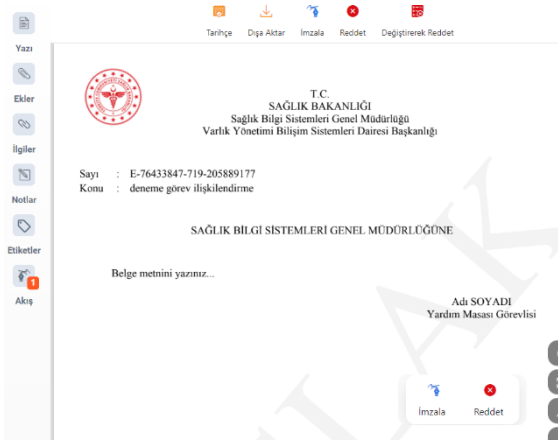 Tarihçe Dışa Aktar İmzala Reddet Değiştirerek Reddet
Yazı
Ekler
İlgiler
Notlar
Etiketler
1
Akış
T.C.
SAĞLIK BAKANLIĞI
Sağlık Bilgi Sistemleri Genel Müdürlüğü
Varlık Yönetimi Bilişim Sistemleri Dairesi Başkanlığı
Sayı : E-76433847-719-205889177
Konu : deneme görev ilişkilendirme
SAĞLIK BİLGİ SİSTEMLERİ GENEL MÜDÜRLÜĞÜNE
Belge metnini yazınız...
Adı SOYADI
Yardım Masası Görevlisi
İmzala Reddet